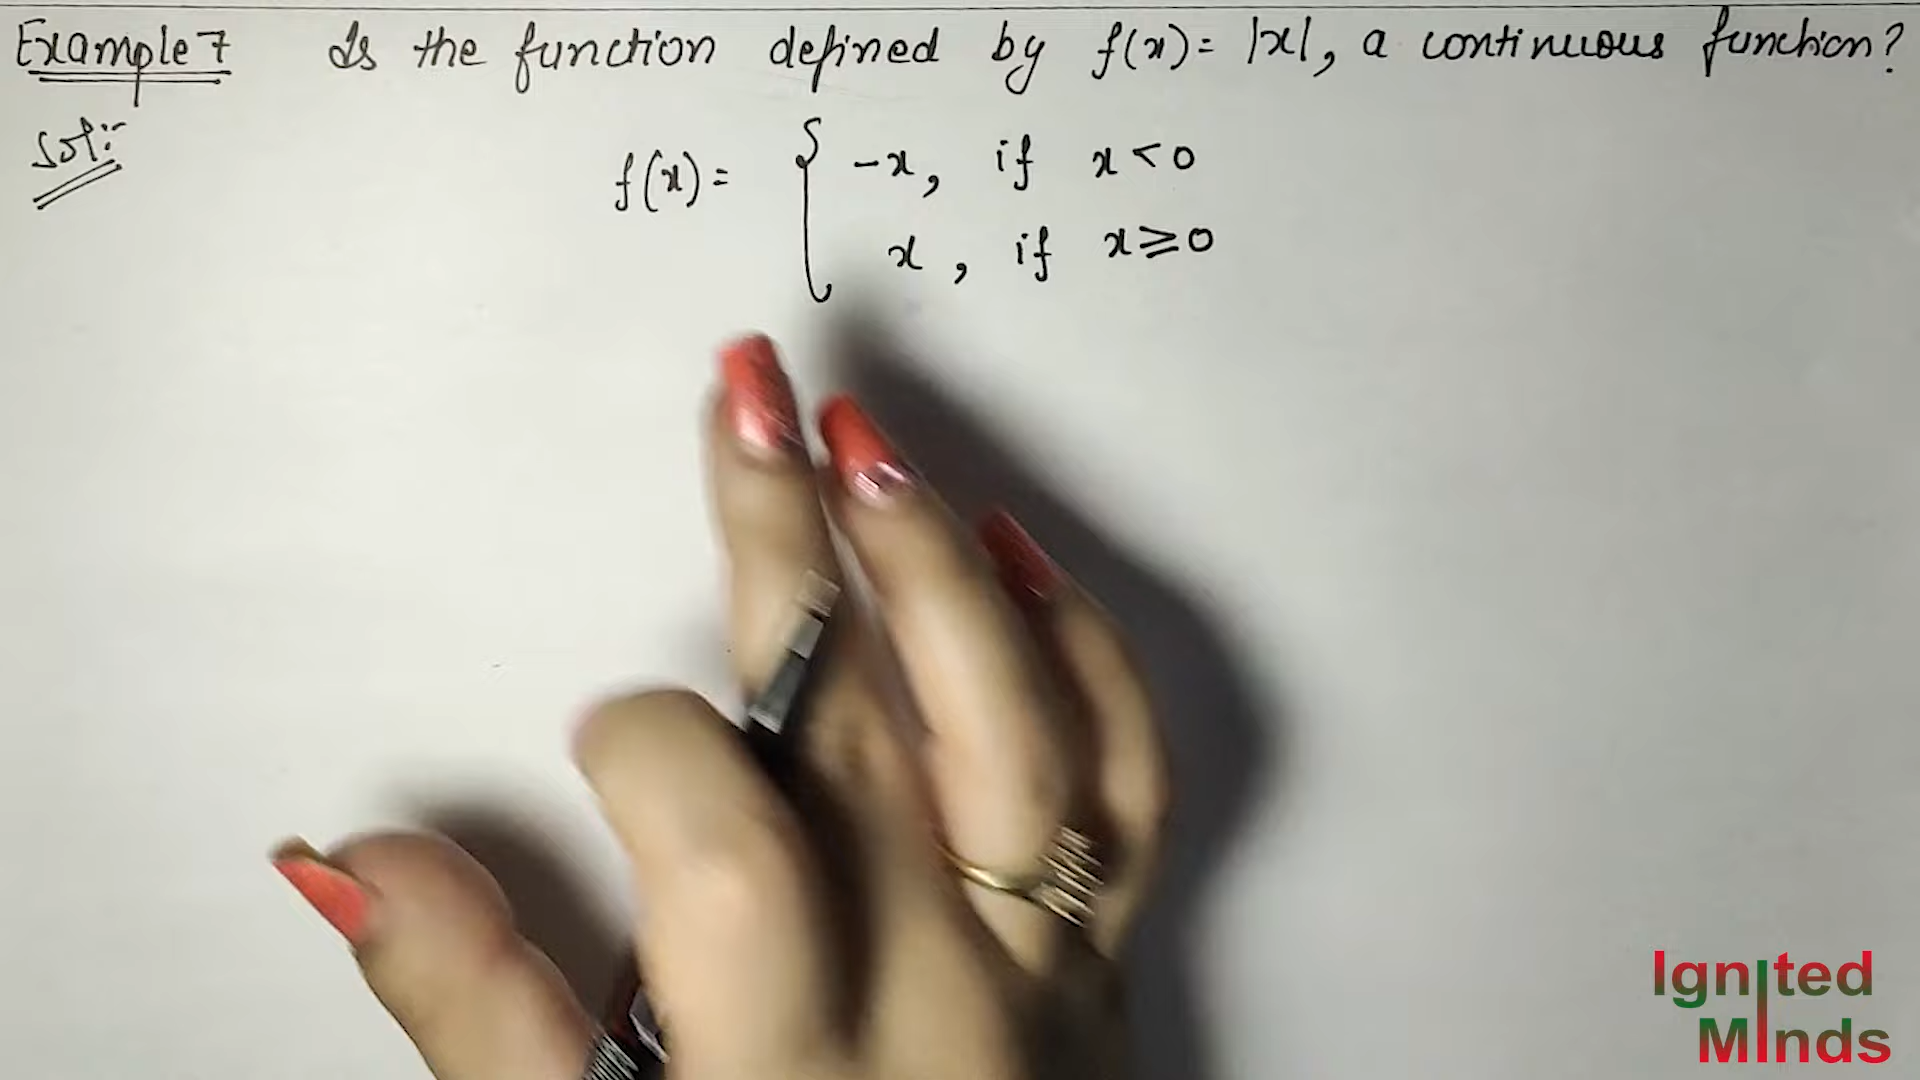 Example 7 Is the function defined by f(x) = |x|, a continuous function?
Sol:-
f(x) = { -x, if x < 0
x, if x ≥ 0
Ignited
Minds